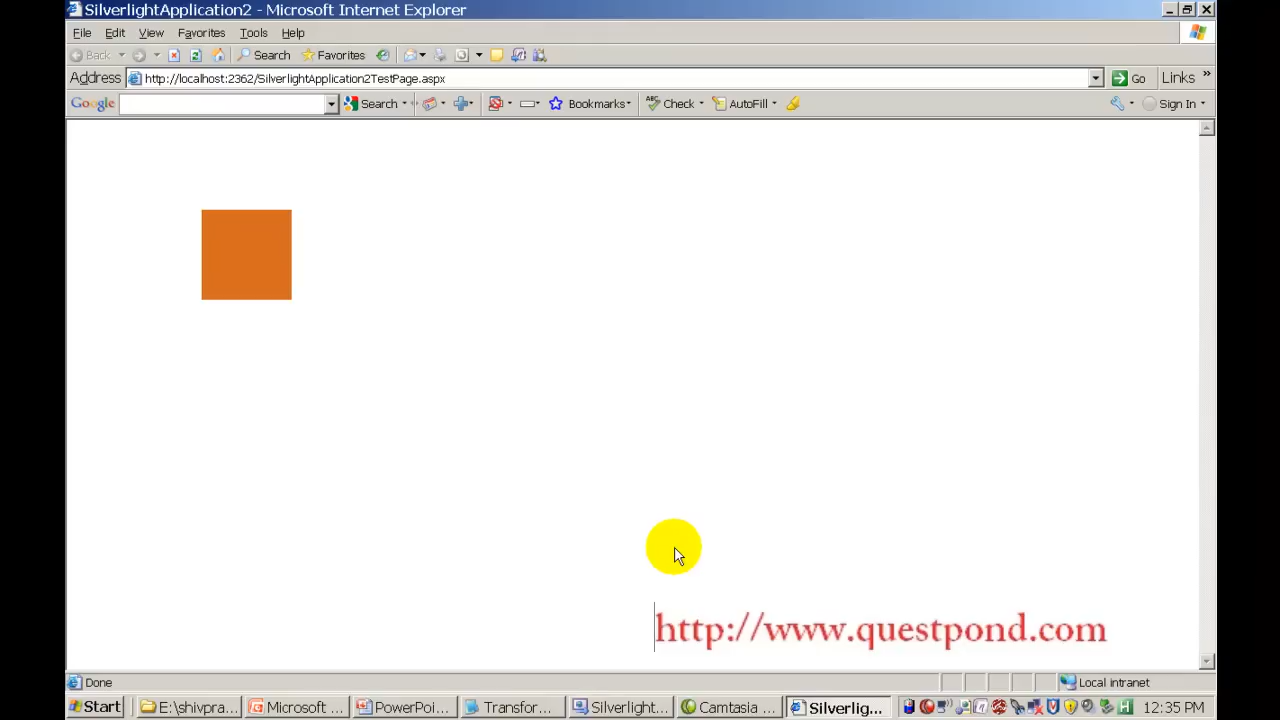 SilverlightApplication2 - Microsoft Internet Explorer
File Edit View Favorites Tools Help
Back Search Favorites
Address http://localhost:2362/SilverlightApplication2TestPage.aspx Go Links »
Google Search Bookmarks Check AutoFill Sign In
http://www.questpond.com
Done Local intranet
Start E:\shivpra... Microsoft ... PowerPoi... Transfor... Silverlight... Camtasia ... Silverlig... 12:35 PM